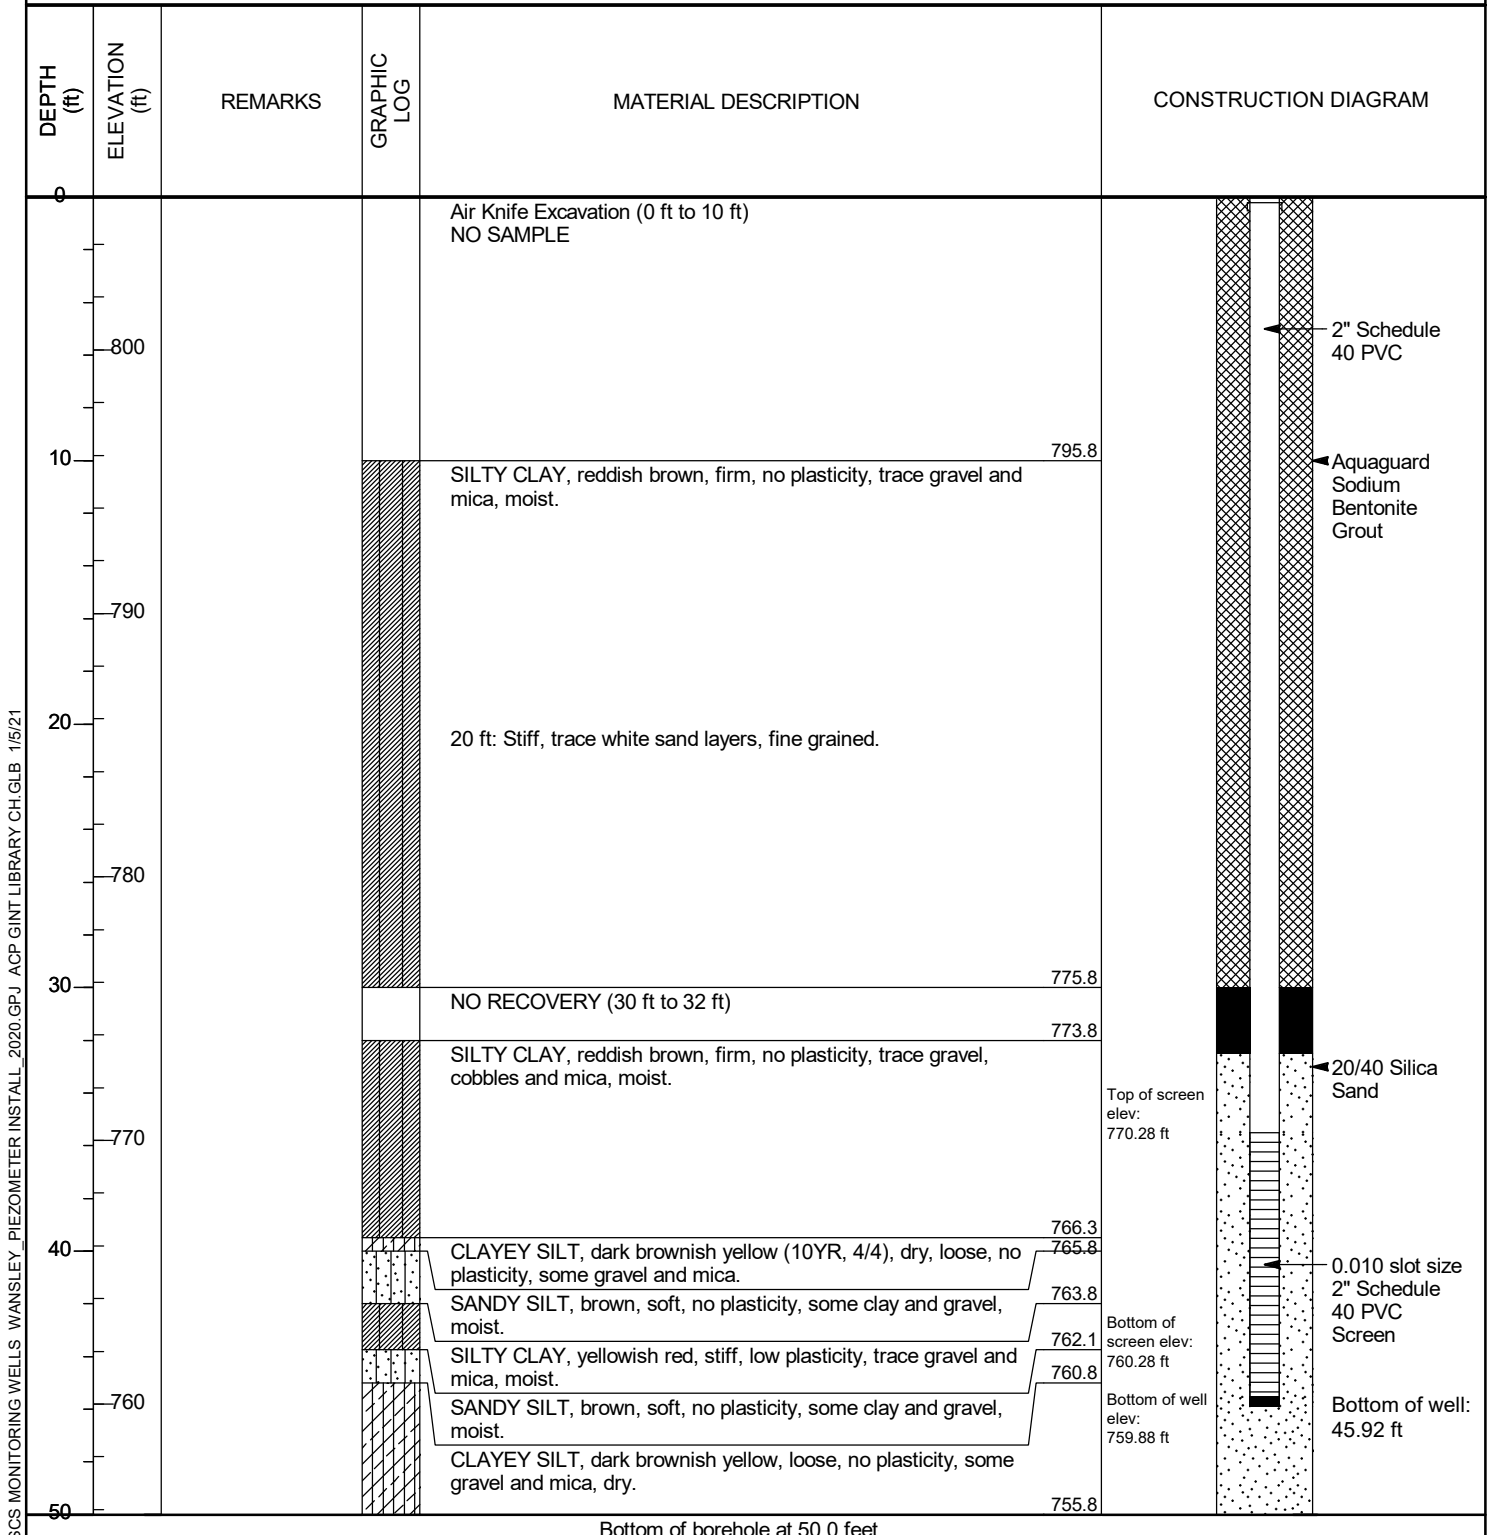 DEPTH
(ft)
ELEVATION
(ft)
REMARKS
GRAPHIC
LOG
MATERIAL DESCRIPTION
CONSTRUCTION DIAGRAM
0
Air Knife Excavation (0 ft to 10 ft)
NO SAMPLE
800
2" Schedule
40 PVC
795.8
10
SILTY CLAY, reddish brown, firm, no plasticity, trace gravel and
mica, moist.
Aquaguard
Sodium
Bentonite
Grout
790
20
20 ft: Stiff, trace white sand layers, fine grained.
780
775.8
30
NO RECOVERY (30 ft to 32 ft)
773.8
SILTY CLAY, reddish brown, firm, no plasticity, trace gravel,
cobbles and mica, moist.
20/40 Silica
Sand
Top of screen
elev:
770.28 ft
770
766.3
40
765.8
CLAYEY SILT, dark brownish yellow (10YR, 4/4), dry, loose, no
plasticity, some gravel and mica.
0.010 slot size
2" Schedule
40 PVC
Screen
763.8
SANDY SILT, brown, soft, no plasticity, some clay and gravel,
moist.
Bottom of
screen elev:
760.28 ft
762.1
SILTY CLAY, yellowish red, stiff, low plasticity, trace gravel and
mica, moist.
760.8
760
SANDY SILT, brown, soft, no plasticity, some clay and gravel,
moist.
Bottom of well
elev:
759.88 ft
Bottom of well:
45.92 ft
CLAYEY SILT, dark brownish yellow, loose, no plasticity, some
gravel and mica, dry.
755.8
50
Bottom of borehole at 50.0 feet
SCS MONITORING WELLS WANSLEY_PIEZOMETER INSTALL_2020.GPJ ACP GINT LIBRARY CH.GLB 1/5/21